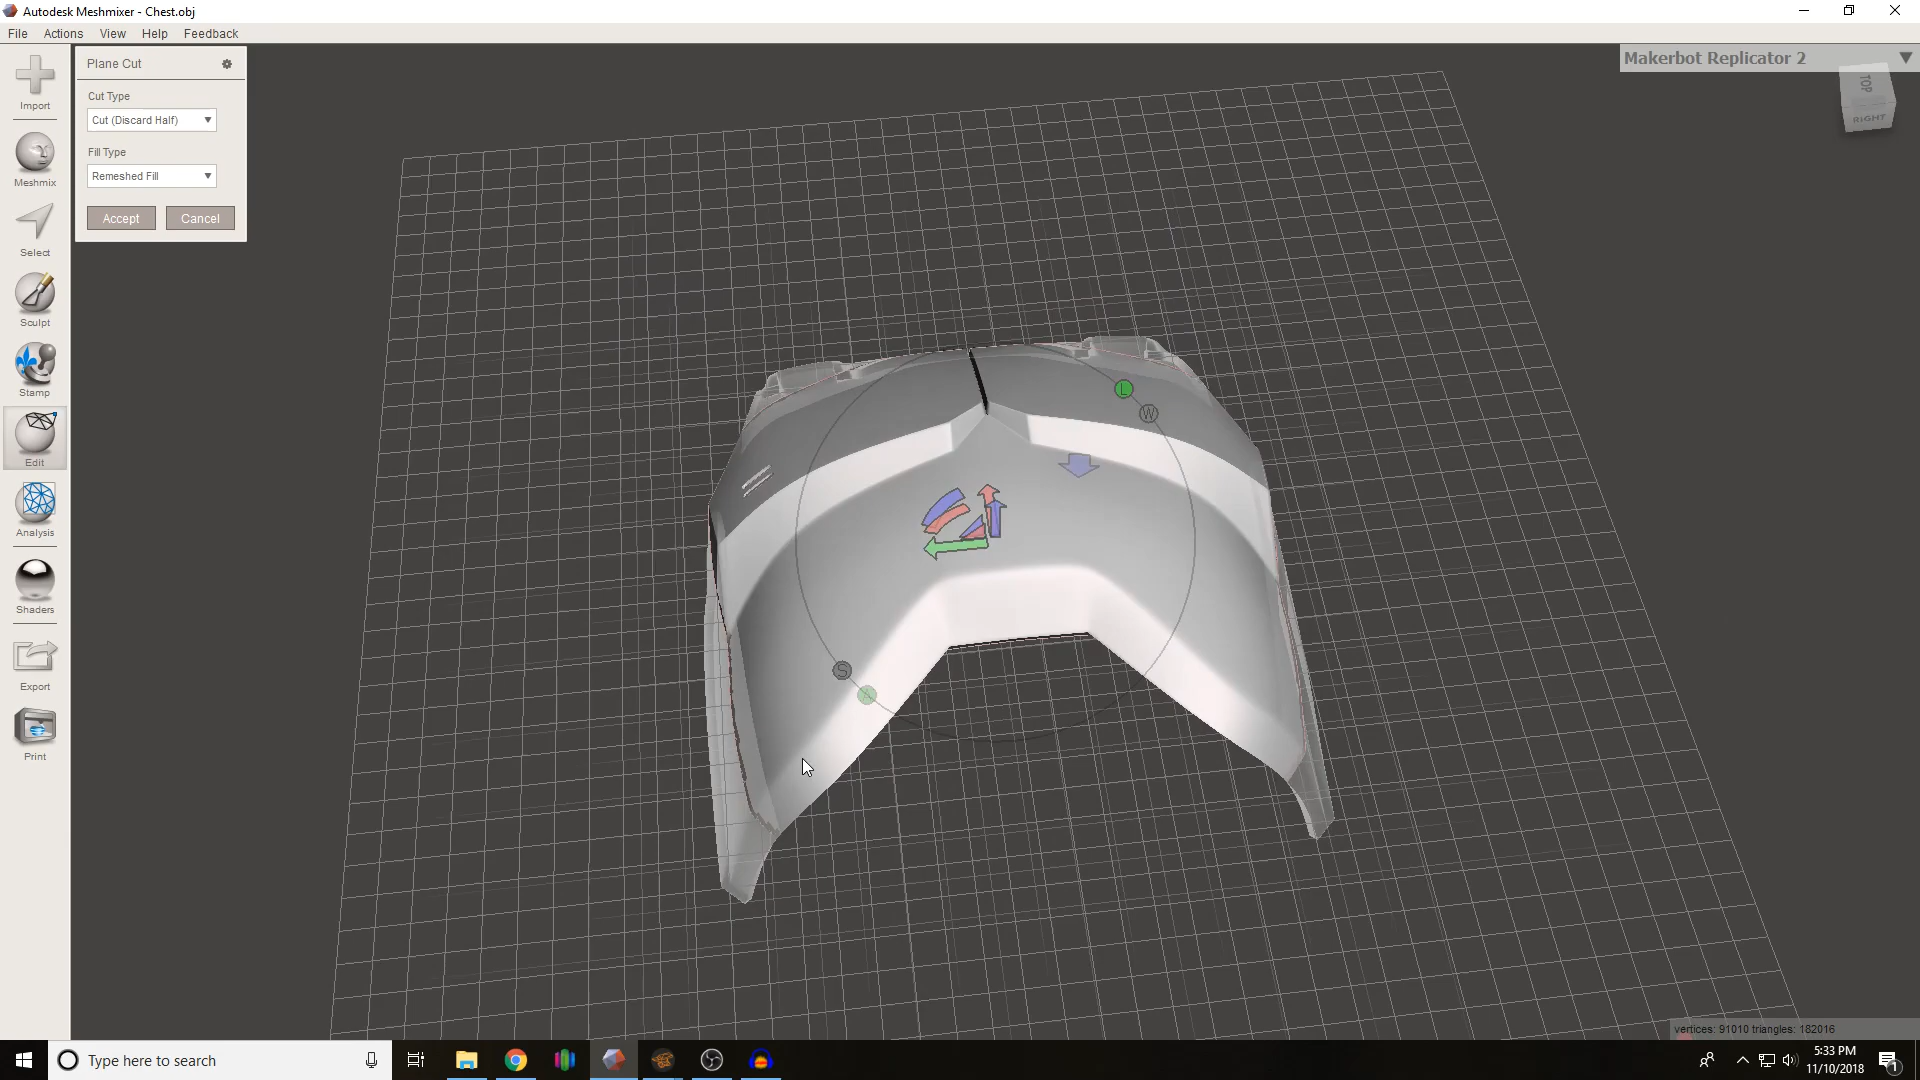 Autodesk Meshmixer - Chest.obj
File Actions View Help Feedback
Import
Meshmix
Select
Sculpt
Stamp
Edit
Analysis
Shaders
Export
Print
Plane Cut
Cut Type
Cut (Discard Half)
Fill Type
Remeshed Fill
Accept Cancel
Makerbot Replicator 2
TOP
RIGHT
L
W
S
vertices: 91010 triangles: 182016
Type here to search
5:33 PM
11/10/2018
1